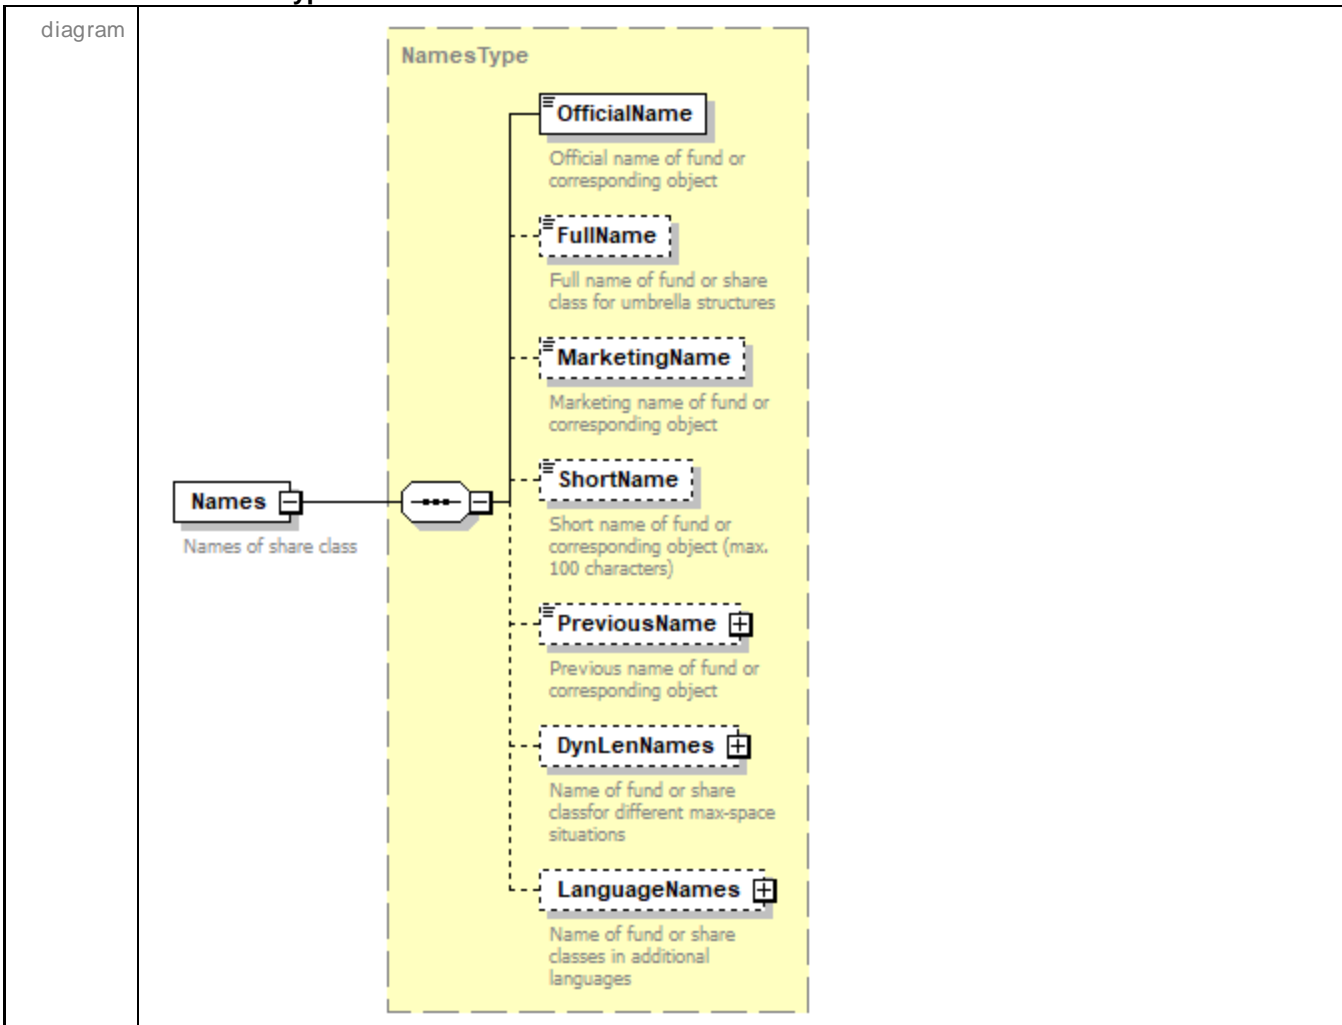 diagram
NamesType
OfficialName
Official name of fund or
corresponding object
FullName
Full name of fund or share
class for umbrella structures
MarketingName
Marketing name of fund or
corresponding object
ShortName
Short name of fund or
corresponding object (max.
100 characters)
Names
Names of share class
PreviousName
Previous name of fund or
corresponding object
DynLenNames
Name of fund or share
classfor different max-space
situations
LanguageNames
Name of fund or share
classes in additional
languages